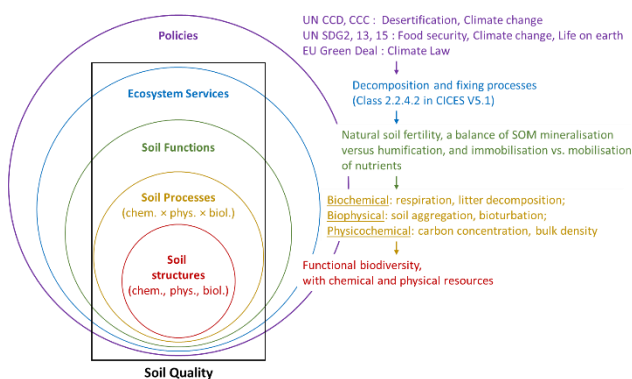 Policies
Ecosystem Services
Soil Functions
Soil Processes
(chem. × phys. × biol.)
Soil
structures
(chem., phys., biol.)
Soil Quality
UN CCD, CCC : Desertification, Climate change
UN SDG2, 13, 15 : Food security, Climate change, Life on earth
EU Green Deal : Climate Law
Decomposition and fixing processes
(Class 2.2.4.2 in CICES V5.1)
Natural soil fertility, a balance of SOM mineralisation
versus humification, and immobilisation vs. mobilisation
of nutrients
Biochemical: respiration, litter decomposition;
Biophysical: soil aggregation, bioturbation;
Physicochemical: carbon concentration, bulk density
Functional biodiversity,
with chemical and physical resources